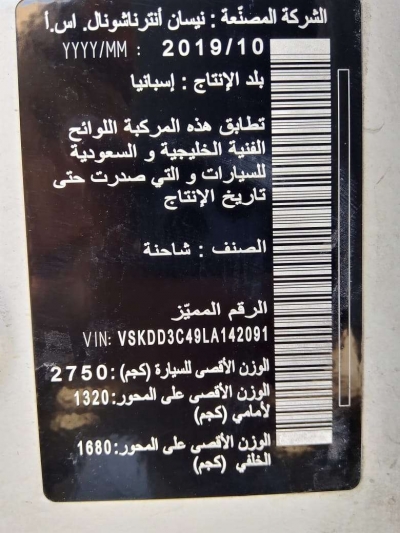 الشركة المصنّعة : نيسان أنترناشونال. اس.أ
YYYY/MM : 2019/10
بلد الإنتاج : إسبانيا
تطابق هذه المركبة اللوائح
الفنية الخليجية و السعودية
للسيارات و التي صدرت حتى
تاريخ الإنتاج
الصنف : شاحنة
الرقم المميّز
VIN: VSKDD3C49LA142091
الوزن الأقصى للسيارة (كجم): 2750
الوزن الأقصى على المحور: 1320
لأمامي (كجم)
الوزن الأقصى على المحور: 1680
الخلفي (كجم)